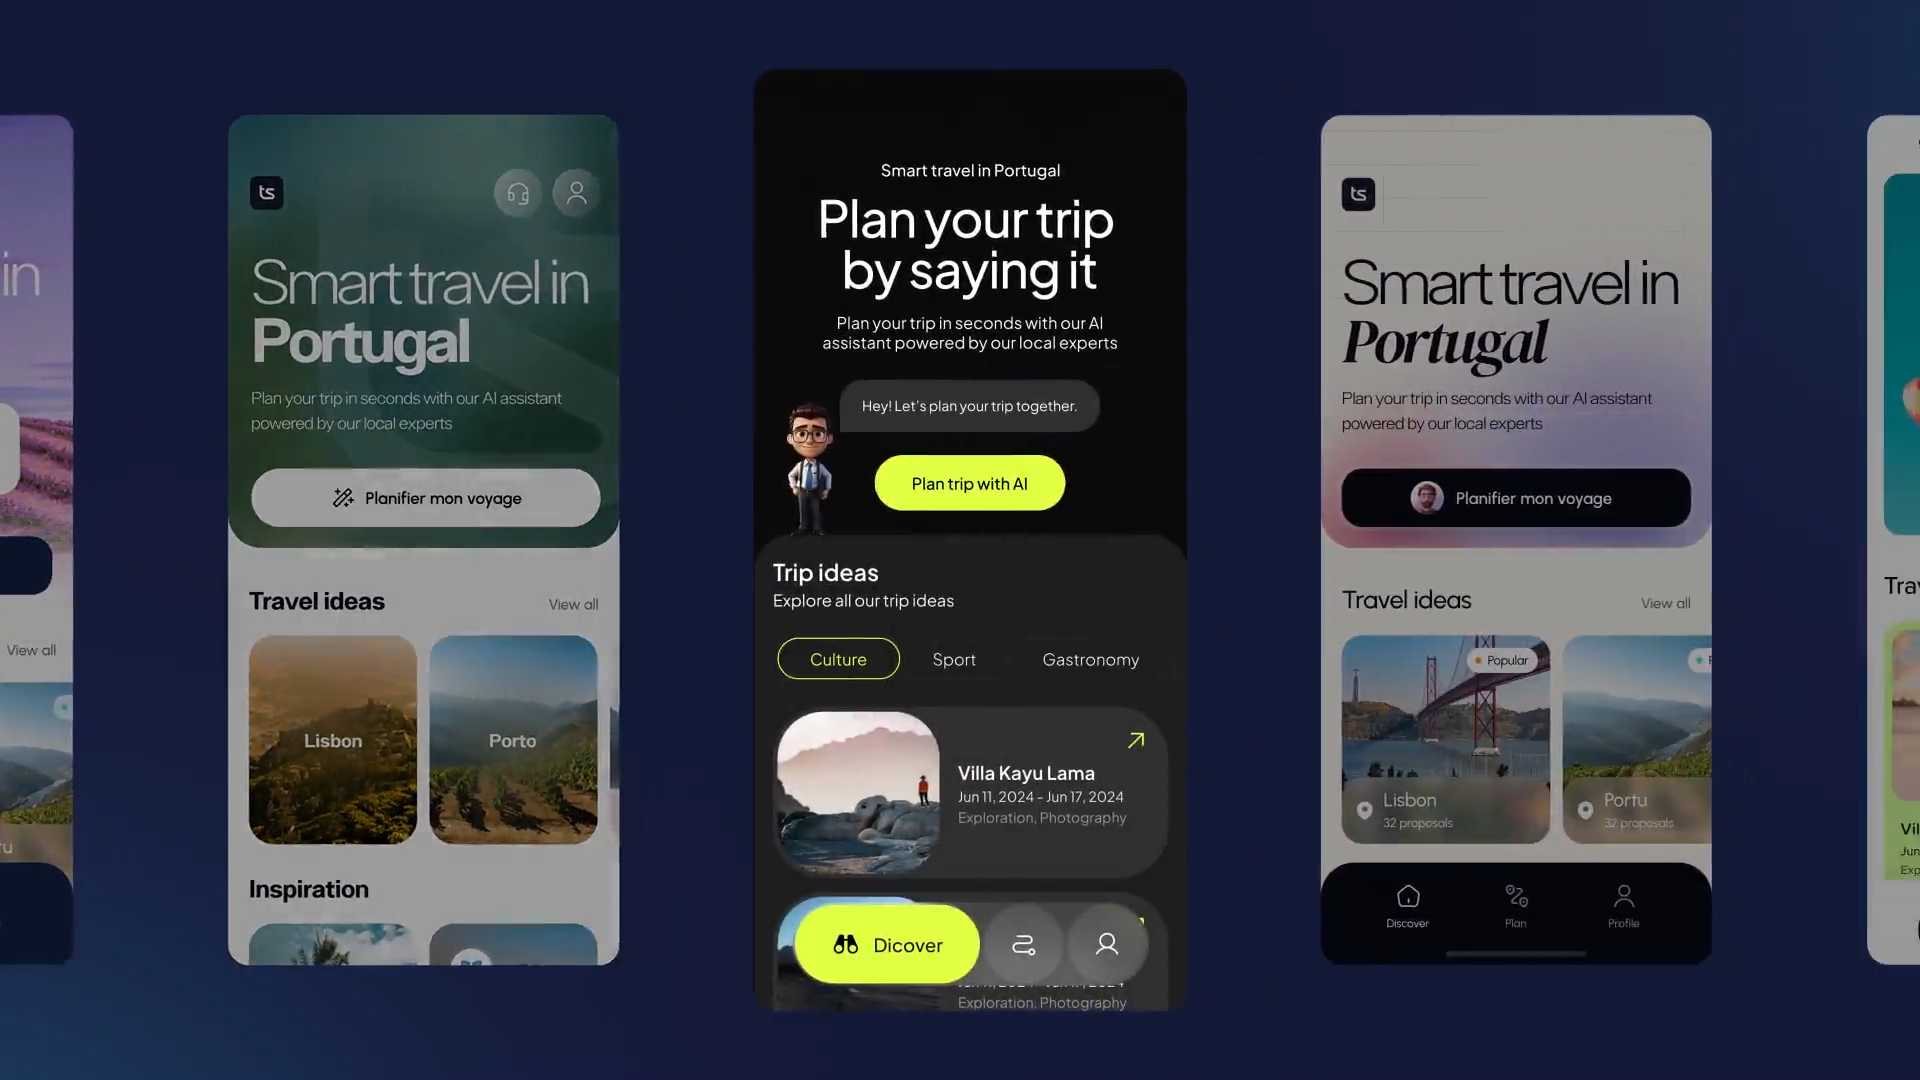 in
View all
ru
ts
Smart travel in
Portugal
Plan your trip in seconds with our AI assistant
powered by our local experts
Planifier mon voyage
Travel ideas
View all
Lisbon
Porto
Inspiration
Smart travel in Portugal
Plan your trip
by saying it
Plan your trip in seconds with our AI
assistant powered by our local experts
Hey! Let's plan your trip together.
Plan trip with AI
Trip ideas
Explore all our trip ideas
Culture
Sport
Gastronomy
Villa Kayu Lama
Jun 11, 2024 - Jun 17, 2024
Exploration, Photography
Dicover
Exploration, Photography
ts
Smart travel in
Portugal
Plan your trip in seconds with our AI assistant
powered by our local experts
Planifier mon voyage
Travel ideas
View all
Popular
Lisbon
32 proposals
Portu
32 proposals
Discover
Plan
Profile
Tra
Vil
Jun
Exp